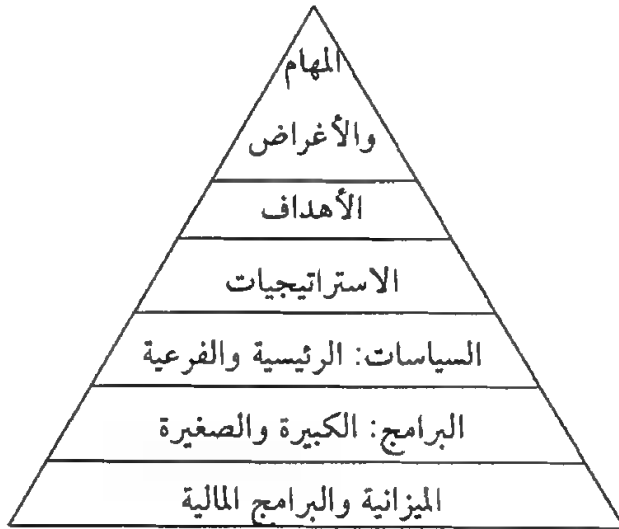 المهام
والأغراض
الأهداف
الاستراتيجيات
السياسات: الرئيسية والفرعية
البرامج: الكبيرة والصغيرة
الميزانية والبرامج المالية